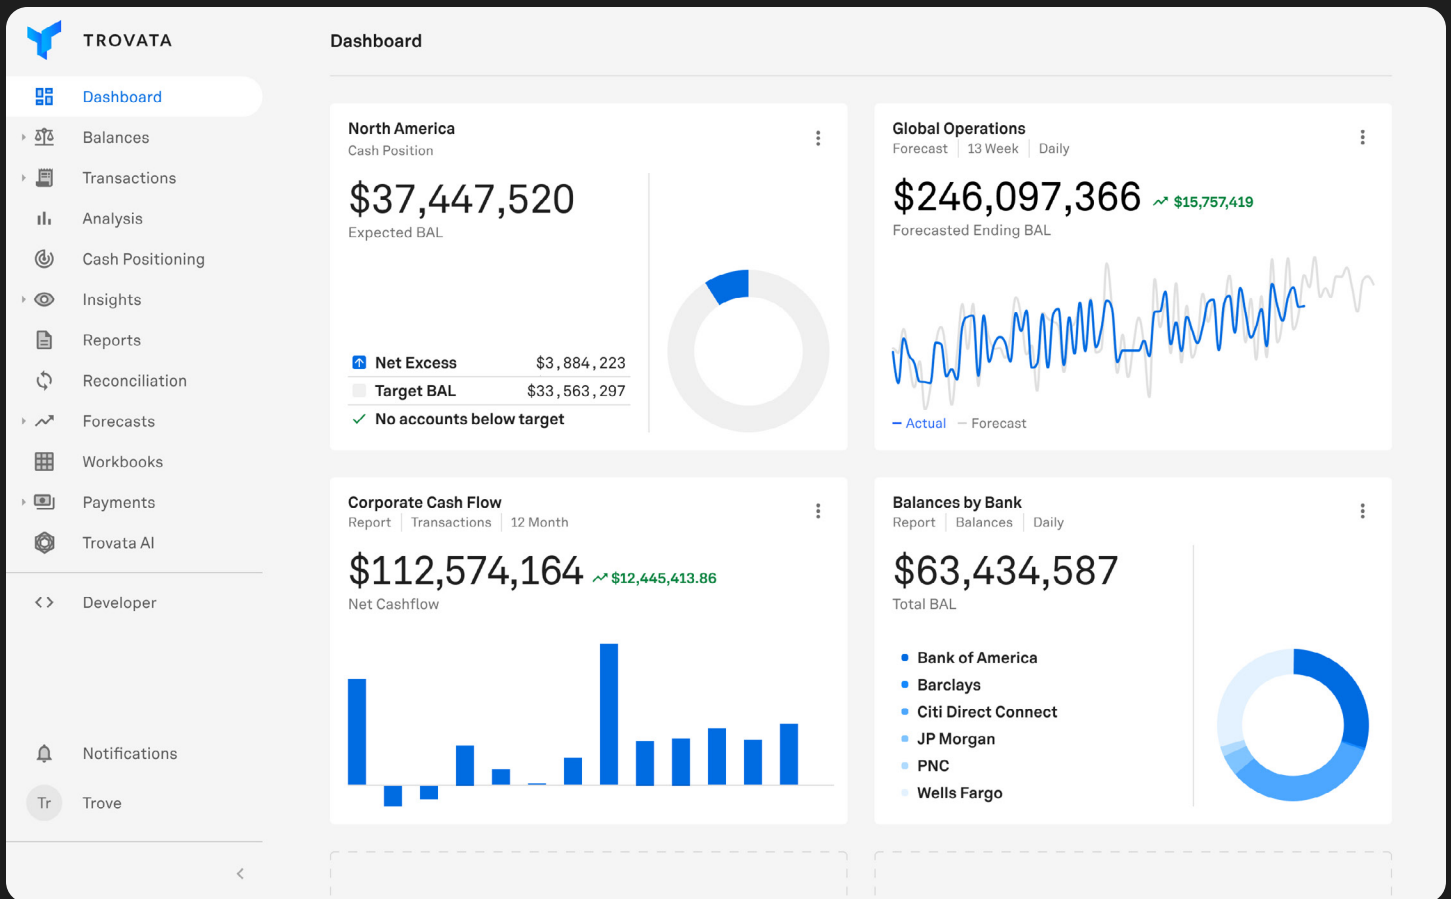 TROVATA
Dashboard
Balances
Transactions
Analysis
Cash Positioning
Insights
Reports
Reconciliation
Forecasts
Workbooks
Payments
Trovata AI
Developer
Notifications
Tr Trove
Dashboard
North America
Cash Position
$37,447,520
Expected BAL
Net Excess $3,884,223
Target BAL $33,563,297
No accounts below target
Global Operations
Forecast 13 Week Daily
$246,097,366 $15,757,419
Forecasted Ending BAL
Actual Forecast
Corporate Cash Flow
Report Transactions 12 Month
$112,574,164 $12,445,413.86
Net Cashflow
Balances by Bank
Report Balances Daily
$63,434,587
Total BAL
Bank of America
Barclays
Citi Direct Connect
JP Morgan
PNC
Wells Fargo